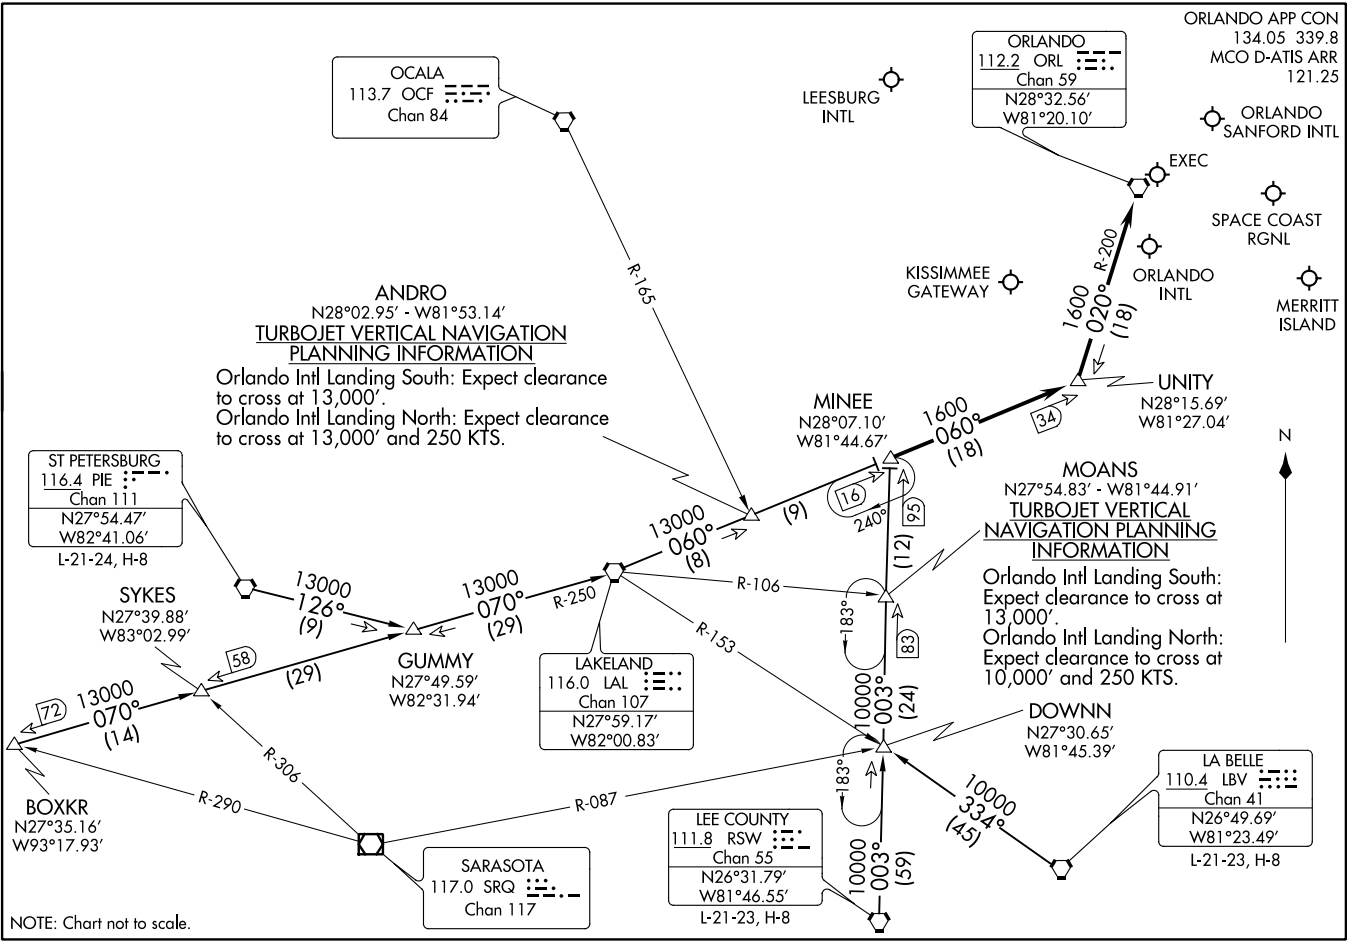 ORLANDO APP CON
134.05 339.8
MCO D-ATIS ARR
121.25
OCALA
113.7 OCF
Chan 84
LEESBURG
INTL
ORLANDO
112.2 ORL
Chan 59
N28°32.56'
W81°20.10'
ORLANDO
SANFORD INTL
EXEC
SPACE COAST
RGNL
R-200
ORLANDO
INTL
KISSIMMEE
GATEWAY
MERRITT
ISLAND
1600
020°
(18)
R-165
ANDRO
N28°02.95' - W81°53.14'
TURBOJET VERTICAL NAVIGATION
PLANNING INFORMATION
Orlando Intl Landing South: Expect clearance
to cross at 13,000'.
Orlando Intl Landing North: Expect clearance
to cross at 13,000' and 250 KTS.
UNITY
N28°15.69'
W81°27.04'
MINEE
N28°07.10'
W81°44.67'
1600
060°
(18)
34
N
ST PETERSBURG
116.4 PIE
Chan 111
N27°54.47'
W82°41.06'
L-21-24, H-8
MOANS
N27°54.83' - W81°44.91'
TURBOJET VERTICAL
NAVIGATION PLANNING
INFORMATION
Orlando Intl Landing South:
Expect clearance to cross at
13,000'.
Orlando Intl Landing North:
Expect clearance to cross at
10,000' and 250 KTS.
16
240°
95
(12)
(9)
13000
060°
(8)
13000
126°
(9)
13000
070°
(29)
R-250
R-106
R-153
183°
83
SYKES
N27°39.88'
W83°02.99'
58
(29)
GUMMY
N27°49.59'
W82°31.94'
LAKELAND
116.0 LAL
Chan 107
N27°59.17'
W82°00.83'
10000
003°
(24)
DOWNN
N27°30.65'
W81°45.39'
72
13000
070°
(14)
R-306
R-290
R-087
183°
BOXKR
N27°35.16'
W93°17.93'
SARASOTA
117.0 SRQ
Chan 117
LEE COUNTY
111.8 RSW
Chan 55
N26°31.79'
W81°46.55'
L-21-23, H-8
10000
003°
(59)
10000
334°
(45)
LA BELLE
110.4 LBV
Chan 41
N26°49.69'
W81°23.49'
L-21-23, H-8
NOTE: Chart not to scale.